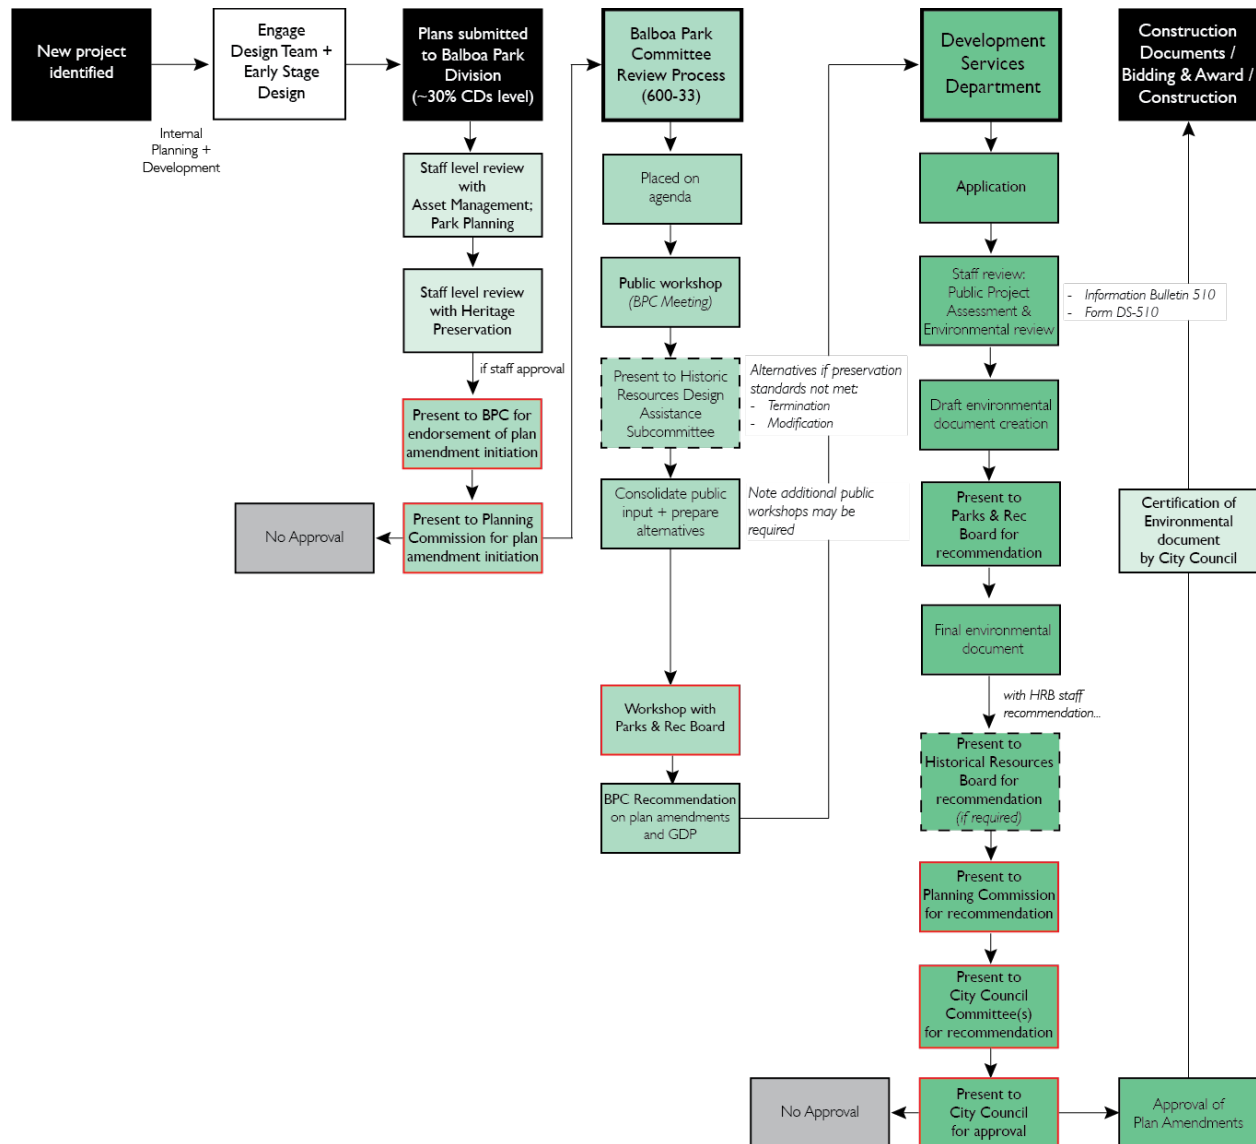 New project
identified
Internal
Planning +
Development
Engage
Design Team +
Early Stage
Design
Plans submitted
to Balboa Park
Division
(~30% CDs level)
Staff level review
with
Asset Management;
Park Planning
Staff level review
with Heritage
Preservation
if staff approval
Present to BPC for
endorsement of plan
amendment initiation
Present to Planning
Commission for plan
amendment initiation
No Approval
Balboa Park
Committee
Review Process
(600-33)
Placed on
agenda
Public workshop
(BPC Meeting)
Present to Historic
Resources Design
Assistance
Subcommittee
Alternatives if preservation
standards not met:
- Termination
- Modification
Consolidate public
input + prepare
alternatives
Note additional public
workshops may be
required
Workshop with
Parks & Rec Board
BPC Recommendation
on plan amendments
and GDP
Development
Services
Department
Application
Staff review:
Public Project
Assessment &
Environmental review
- Information Bulletin 510
- Form DS-510
Draft environmental
document creation
Present to
Parks & Rec
Board for
recommendation
Final environmental
document
with HRB staff
recommendation...
Present to
Historical Resources
Board for
recommendation
(if required)
Present to
Planning Commission
for recommendation
Present to
City Council
Committee(s)
for recommendation
Present to
City Council
for approval
No Approval
Approval of
Plan Amendments
Certification of
Environmental
document
by City Council
Construction
Documents /
Bidding & Award /
Construction